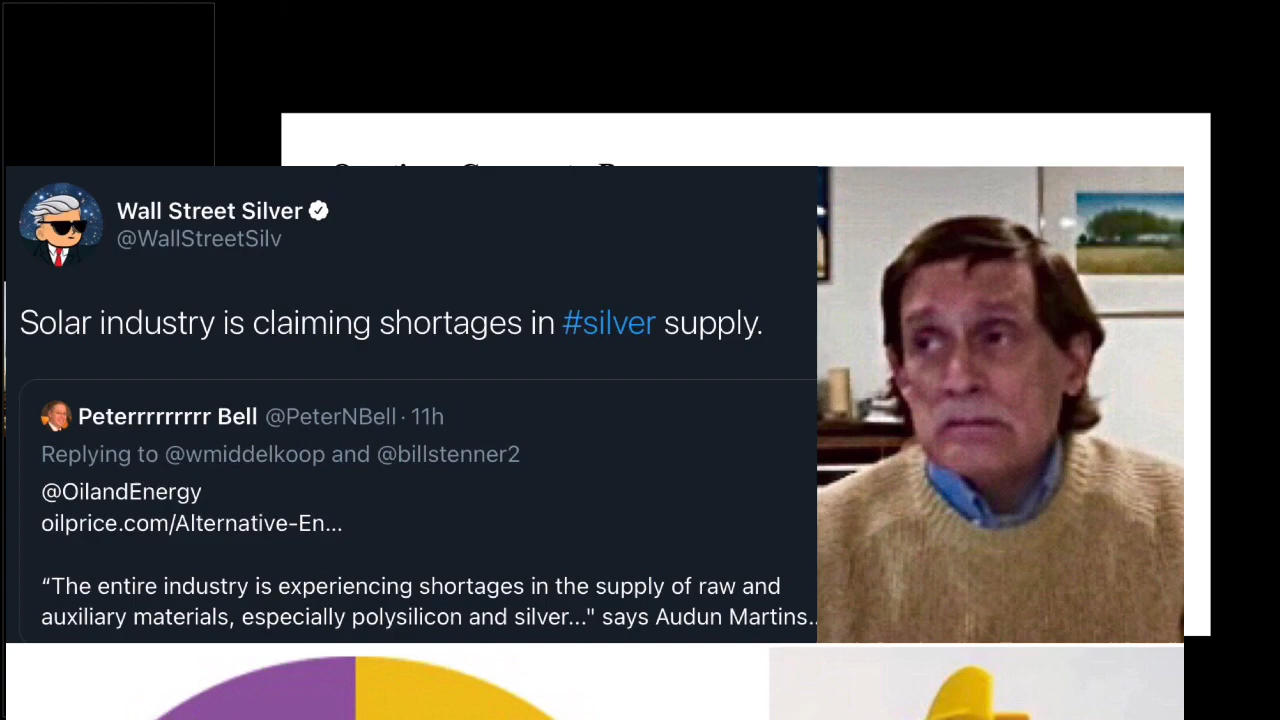 Wall Street Silver
@WallStreetSilv
Solar industry is claiming shortages in #silver supply.
Peterrrrrrrrr Bell @PeterNBell · 11h
Replying to @wmiddelkoop and @billstenner2
@OilandEnergy
oilprice.com/Alternative-En...
“The entire industry is experiencing shortages in the supply of raw and
auxiliary materials, especially polysilicon and silver..." says Audun Martins..